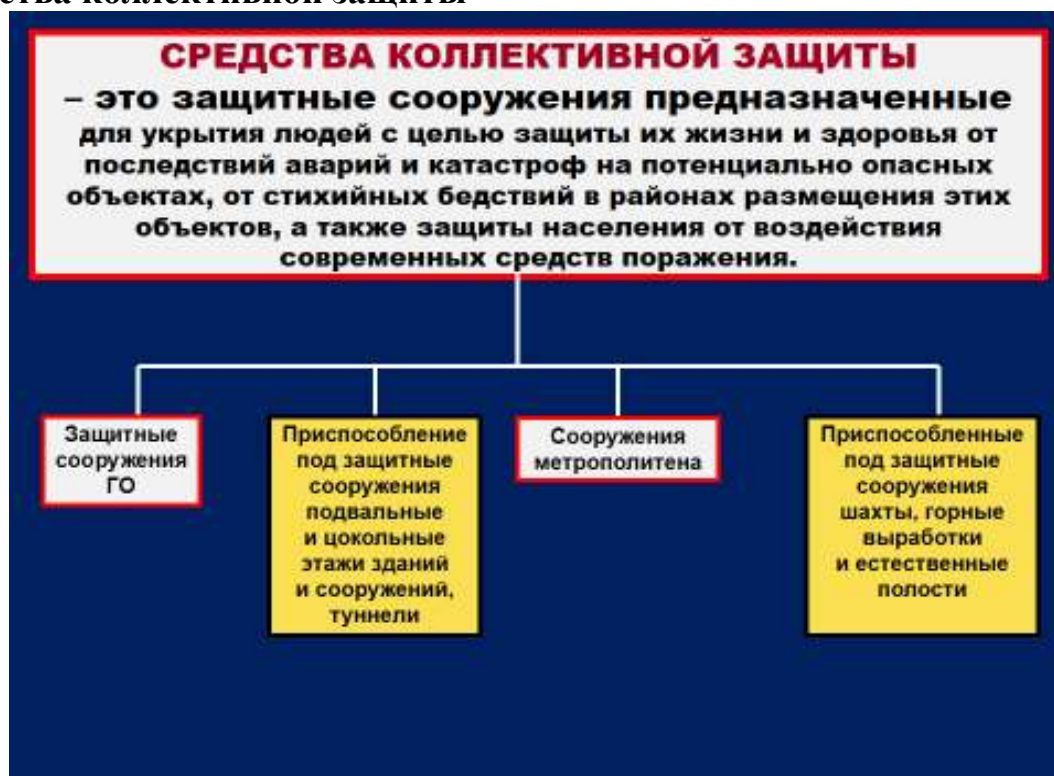 коллективной защиты
СРЕДСТВА КОЛЛЕКТИВНОЙ ЗАЩИТЫ
– это защитные сооружения предназначенные
для укрытия людей с целью защиты их жизни и здоровья от
последствий аварий и катастроф на потенциально опасных
объектах, от стихийных бедствий в районах размещения этих
объектов, а также защиты населения от воздействия
современных средств поражения.
Защитные
сооружения
ГО
Приспособление
под защитные
сооружения
подвальные
и цокольные
этажи зданий
и сооружений,
туннели
Сооружения
метрополитена
Приспособленные
под защитные
сооружения
шахты, горные
выработки
и естественные
полости